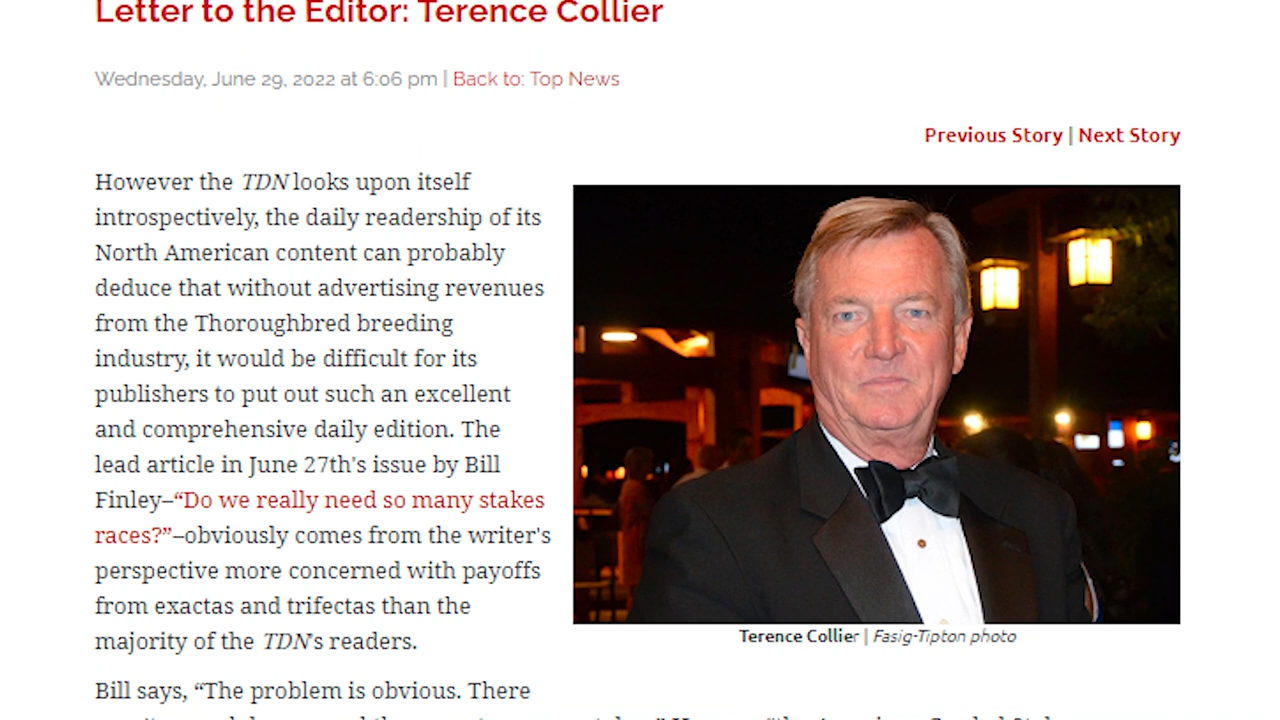 Letter to the Editor: Terence Collier
Wednesday, June 29, 2022 at 6:06 pm | Back to: Top News
Previous Story | Next Story
However the TDN looks upon itself
introspectively, the daily readership of its
North American content can probably
deduce that without advertising revenues
from the Thoroughbred breeding
industry, it would be difficult for its
publishers to put out such an excellent
and comprehensive daily edition. The
lead article in June 27th's issue by Bill
Finley–“Do we really need so many stakes
races?”–obviously comes from the writer's
perspective more concerned with payoffs
from exactas and trifectas than the
majority of the TDN's readers.
Terence Collier | Fasig-Tipton photo
Bill says, “The problem is obvious. There